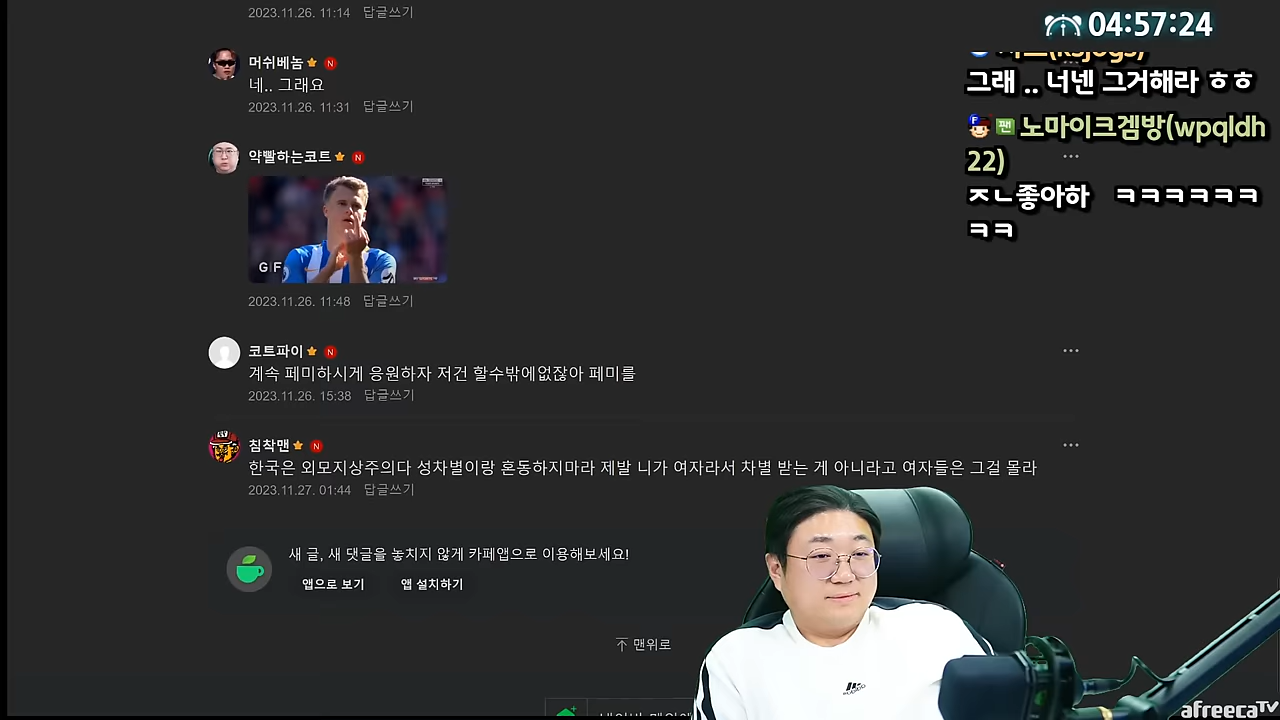 2023.11.26. 11:14 답글쓰기
04:57:24
머쉬베놈 N
네.. 그래요
2023.11.26. 11:31 답글쓰기
그래 .. 너넨 그거해라 ㅎㅎ
F 팬 노마이크겜방(wpqldh
22)
ㅈㄴ좋아하 ㅋㅋㅋㅋㅋㅋ
ㅋㅋ
약빨하는코트 N
GIF
2023.11.26. 11:48 답글쓰기
코트파이 N
계속 페미하시게 응원하자 저건 할수밖에없잖아 페미를
2023.11.26. 15:38 답글쓰기
침착맨 N
한국은 외모지상주의다 성차별이랑 혼동하지마라 제발 니가 여자라서 차별 받는 게 아니라고 여자들은 그걸 몰라
2023.11.27. 01:44 답글쓰기
새 글, 새 댓글을 놓치지 않게 카페앱으로 이용해보세요!
앱으로 보기 앱 설치하기
맨위로
afreecaTV